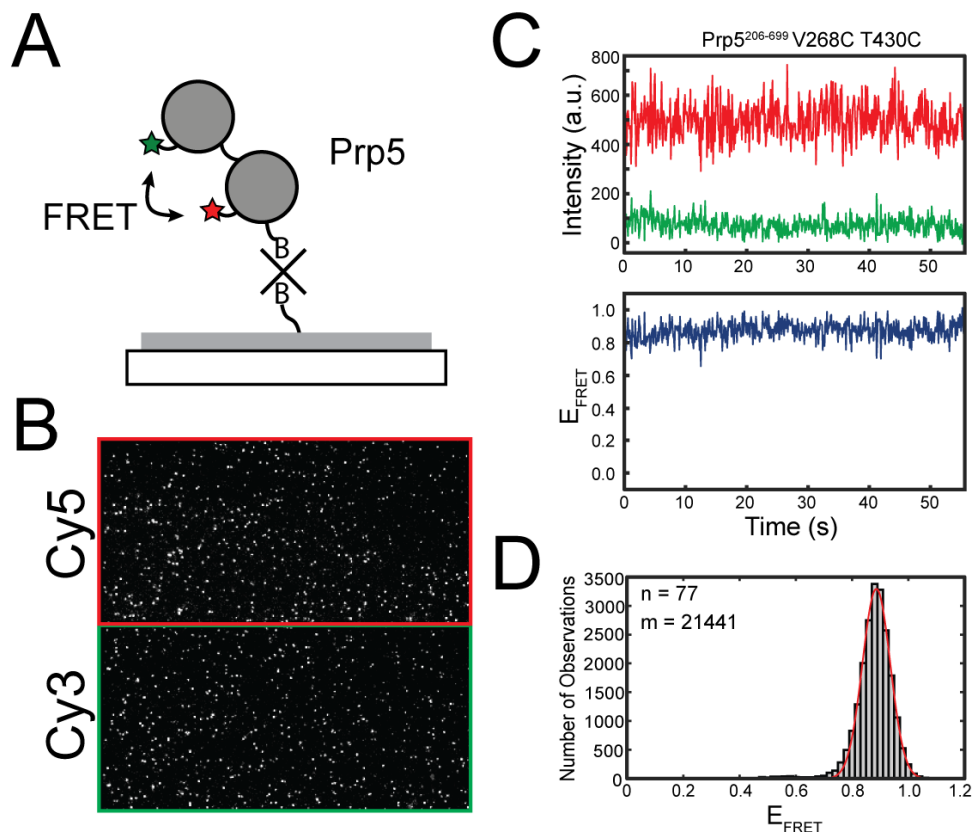 A
Prp5
FRET
B
B
B
Cy5
Cy3
C
Prp5206-699 V268C T430C
Intensity (a.u.)
800
600
400
200
0
0 10 20 30 40 50
EFRET
1.0
0.8
0.6
0.4
0.2
0.0
0 10 20 30 40 50
Time (s)
D
Number of Observations
3500
3000
2500
2000
1500
1000
500
0
n = 77
m = 21441
0 0.2 0.4 0.6 0.8 1.0 1.2
EFRET